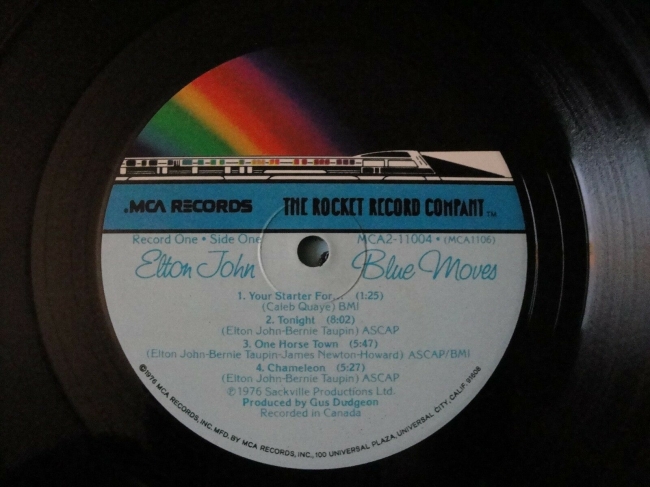 MCA RECORDS THE ROCKET RECORD COMPANY TM
Record One • Side One MCA2-11004 • (MCA1106)
Elton John Blue Moves
1. Your Starter For... (1:25)
(Caleb Quaye) BMI
2. Tonight (8:02)
(Elton John-Bernie Taupin) ASCAP
3. One Horse Town (5:47)
(Elton John-Bernie Taupin-James Newton-Howard) ASCAP/BMI
4. Chameleon (5:27)
(Elton John-Bernie Taupin) ASCAP
℗1976 Sackville Productions Ltd.
Produced by Gus Dudgeon
Recorded in Canada
©1976 MCA RECORDS, INC. MFD. BY MCA RECORDS, INC., 100 UNIVERSAL PLAZA, UNIVERSAL CITY, CALIF. 91608